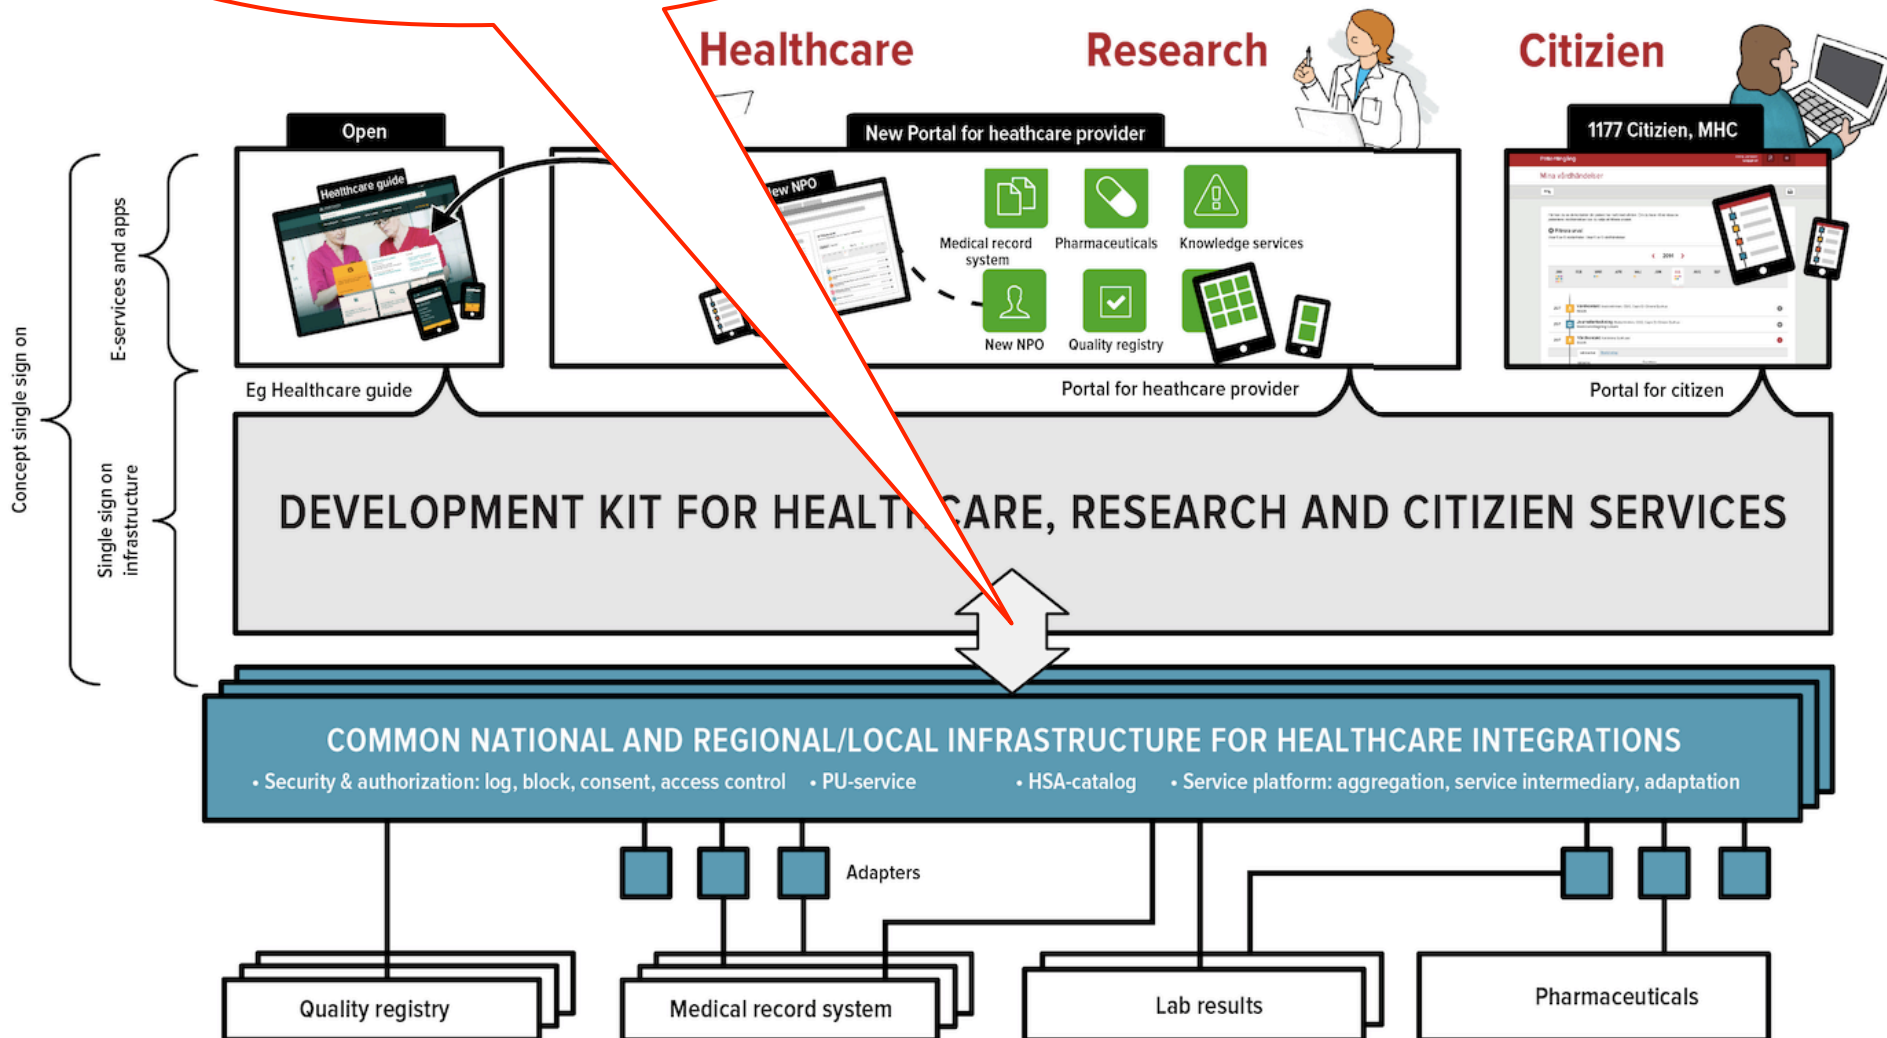 Healthcare
Research
Citizien
Open
New Portal for heathcare provider
1177 Citizien, MHC
Healthcare guide
New NPO
Mina vårdhändelser
2014
Medical record
system
Pharmaceuticals
Knowledge services
New NPO
Quality registry
Eg Healthcare guide
Portal for heathcare provider
Portal for citizen
Concept single sign on
E-services and apps
Single sign on
infrastructure
DEVELOPMENT KIT FOR HEALTHCARE, RESEARCH AND CITIZIEN SERVICES
COMMON NATIONAL AND REGIONAL/LOCAL INFRASTRUCTURE FOR HEALTHCARE INTEGRATIONS
• Security & authorization: log, block, consent, access control • PU-service • HSA-catalog • Service platform: aggregation, service intermediary, adaptation
Adapters
Quality registry
Medical record system
Lab results
Pharmaceuticals